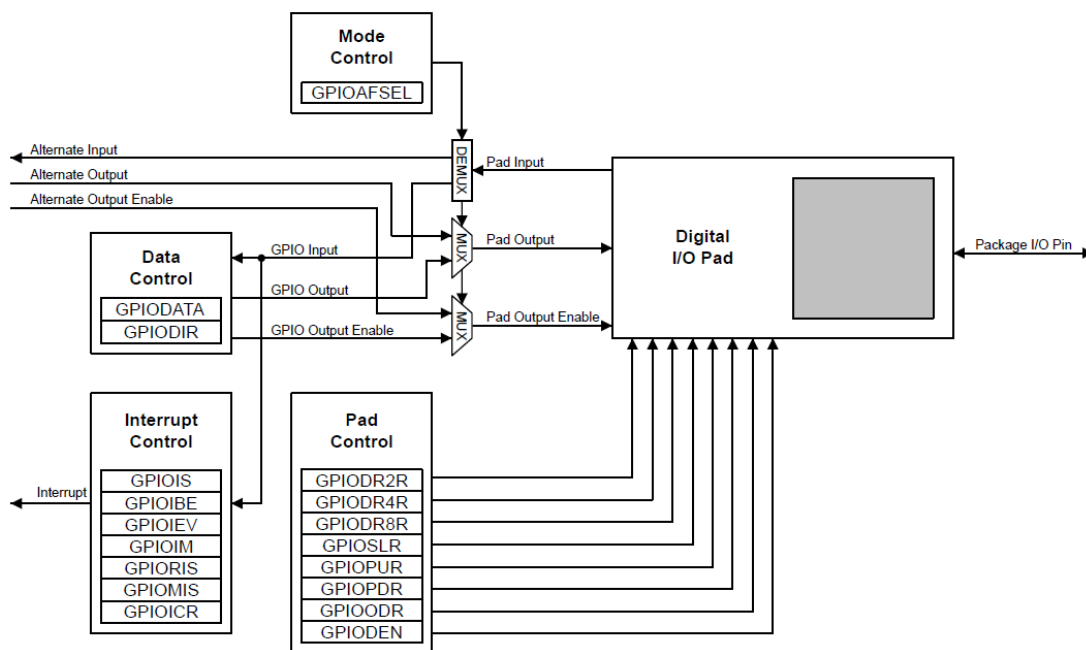 Mode
Control
GPIOAFSEL
Alternate Input
Alternate Output
Alternate Output Enable
DEMUX
Pad Input
MUX
Pad Output
MUX
Pad Output Enable
Digital
I/O Pad
Package I/O Pin
Data
Control
GPIODATA
GPIODIR
GPIO Input
GPIO Output
GPIO Output Enable
Interrupt
Control
GPIOIS
GPIOIBE
GPIOIEV
GPIOIM
GPIORIS
GPIOMIS
GPIOICR
Interrupt
Pad
Control
GPIODR2R
GPIODR4R
GPIODR8R
GPIOSLR
GPIOPUR
GPIOPDR
GPIOODR
GPIODEN